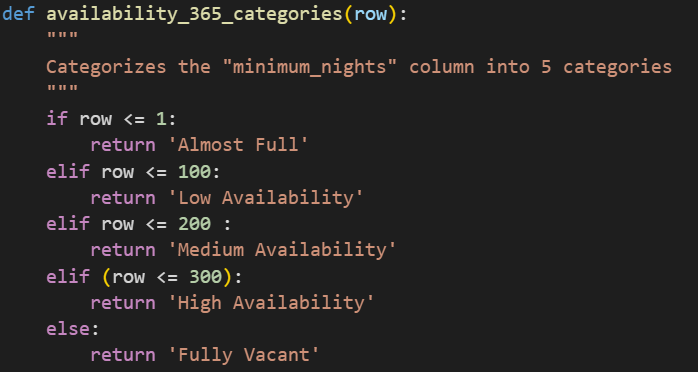 def availability_365_categories(row):
    """
    Categorizes the "minimum_nights" column into 5 categories
    """
    if row <= 1:
        return 'Almost Full'
    elif row <= 100:
        return 'Low Availability'
    elif row <= 200 :
        return 'Medium Availability'
    elif (row <= 300):
        return 'High Availability'
    else:
        return 'Fully Vacant'